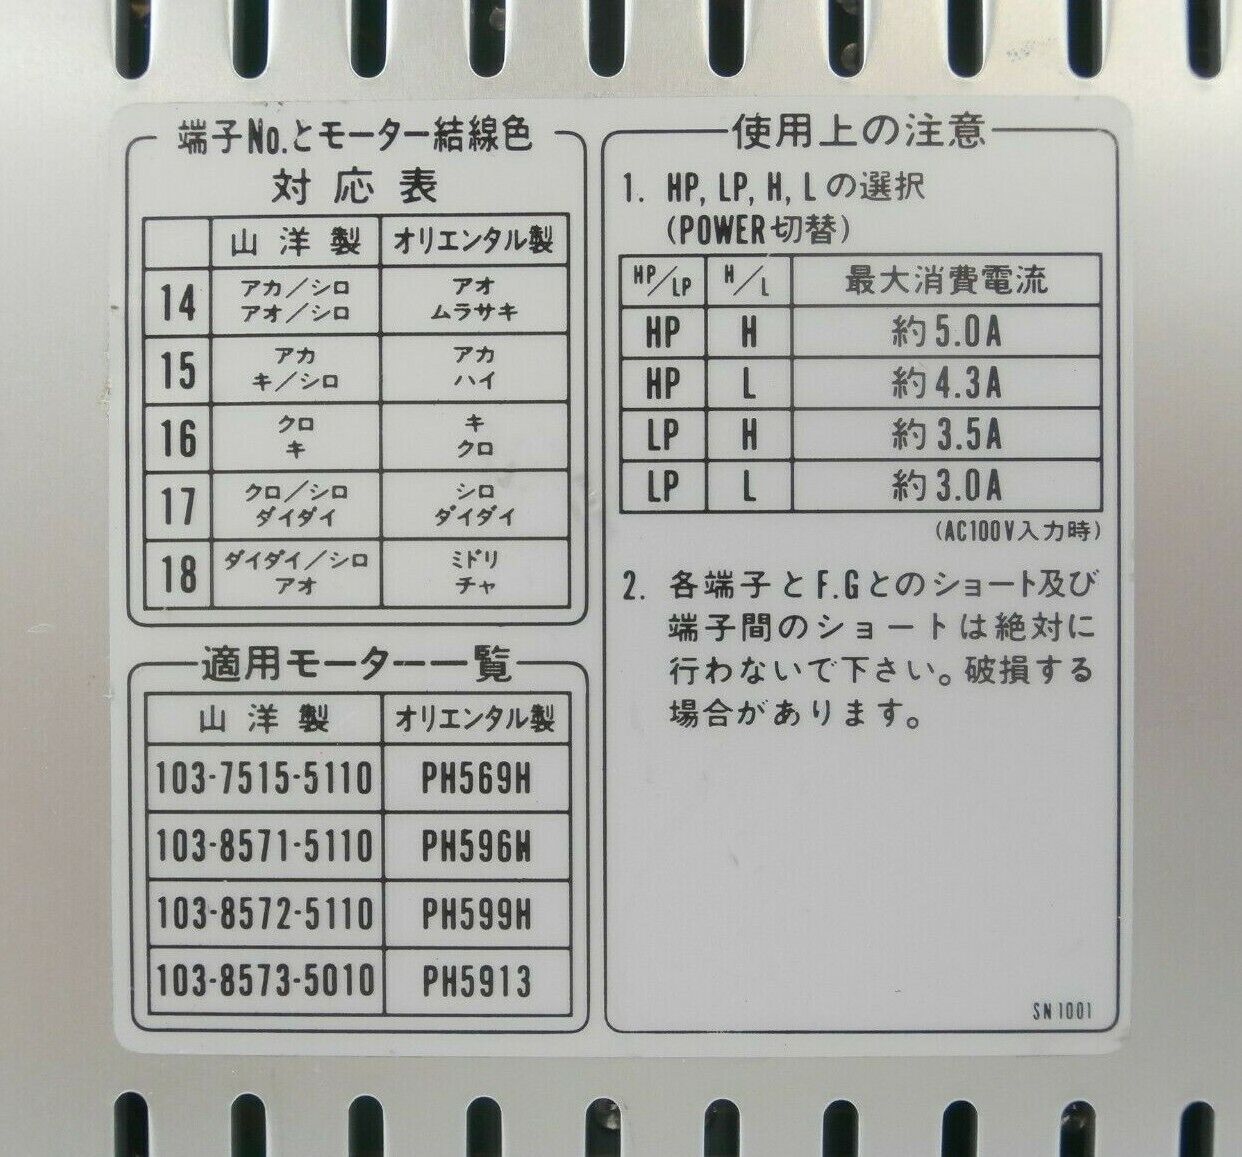 端子No.とモーター結線色
対応表
山洋製 オリエンタル製
14 アカ/シロ アオ
アオ/シロ ムラサキ
15 アカ アカ
キ/シロ ハイ
16 クロ キ
キ クロ
17 クロ/シロ シロ
ダイダイ ダイダイ
18 ダイダイ/シロ ミドリ
アオ チャ
適用モーター一覧
山洋製 オリエンタル製
103-7515-5110 PH569H
103-8571-5110 PH596H
103-8572-5110 PH599H
103-8573-5010 PH5913
使用上の注意
1. HP, LP, H, Lの選択
(POWER切替)
HP/LP H/L 最大消費電流
HP H 約5.0A
HP L 約4.3A
LP H 約3.5A
LP L 約3.0A
(AC100V入力時)
2. 各端子とF.Gとのショート及び
端子間のショートは絶対に
行わないで下さい。破損する
場合があります。
SN1001